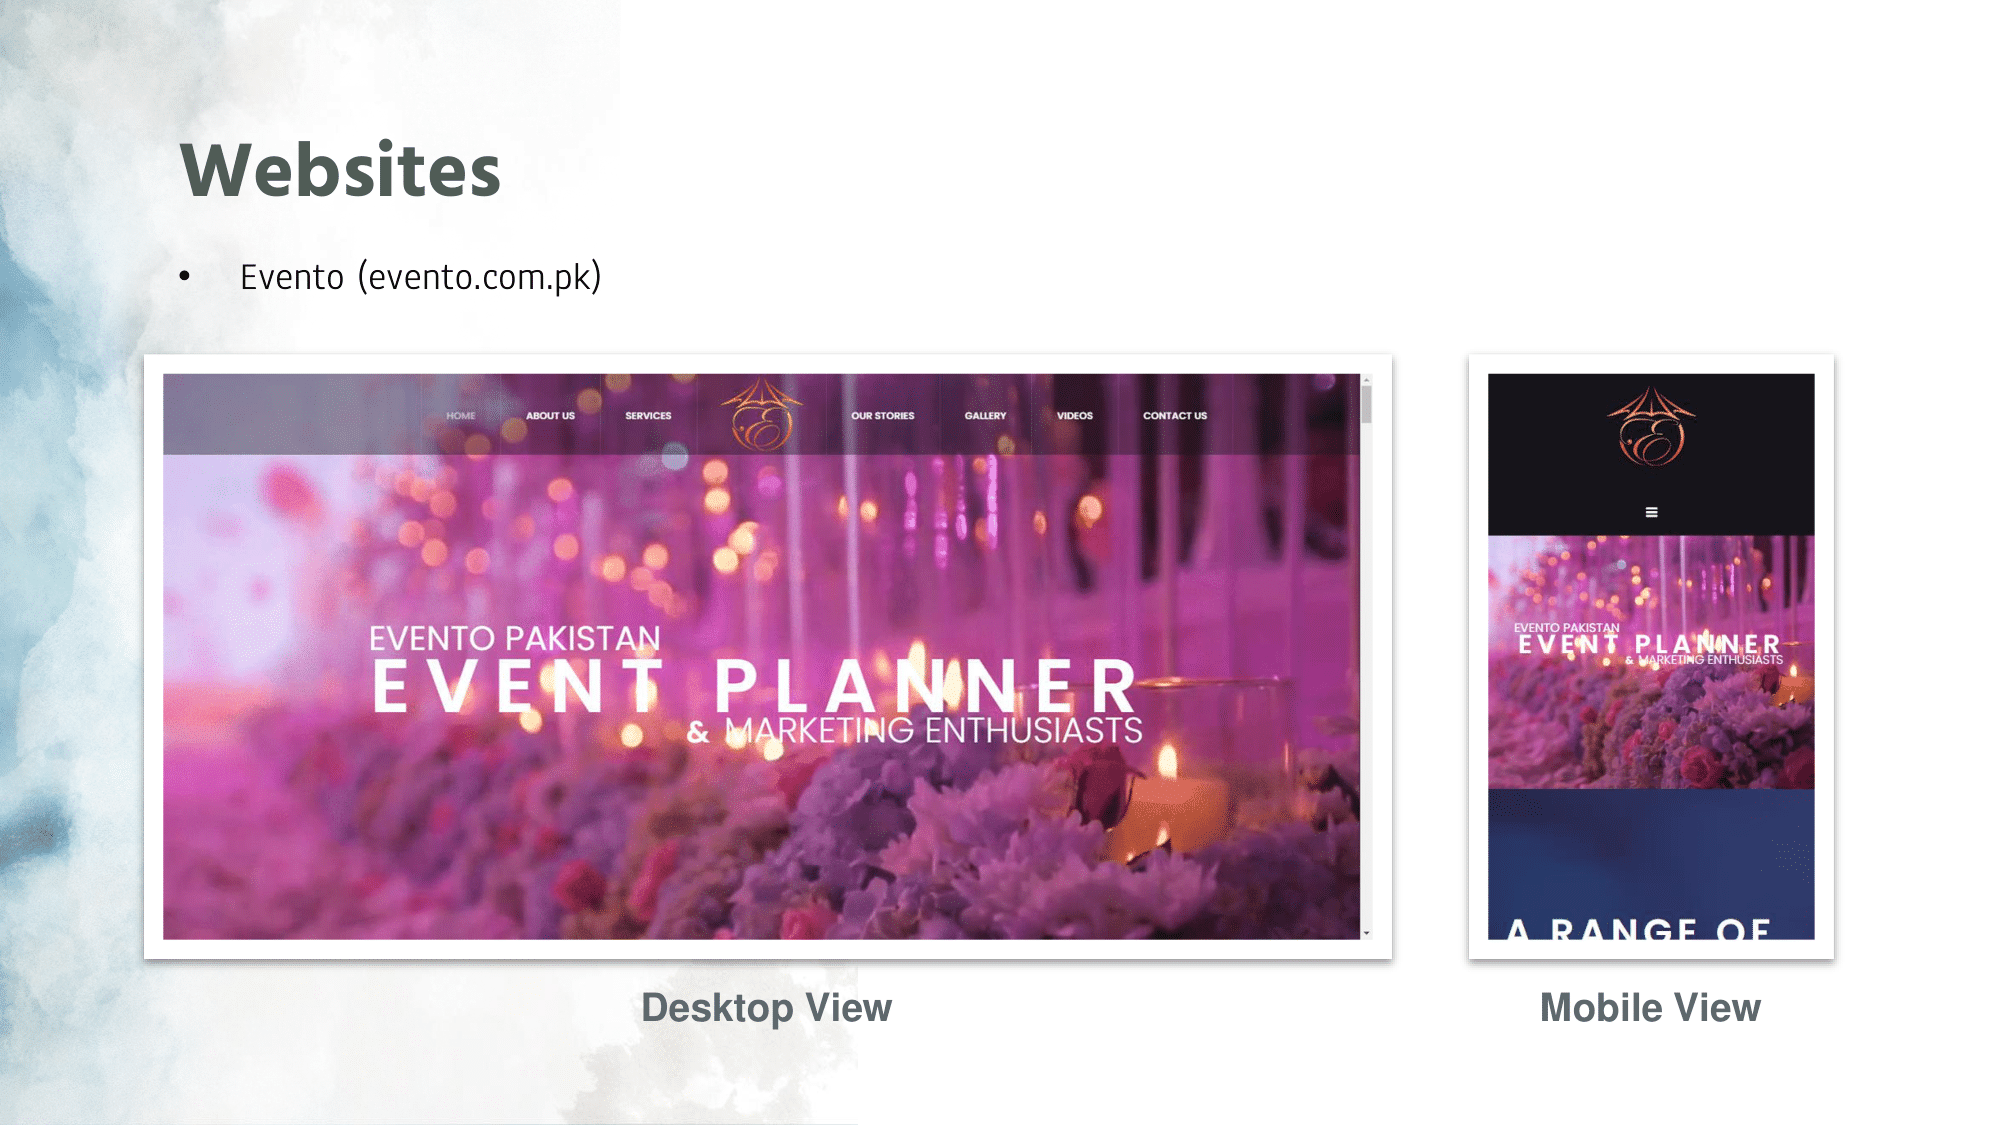 Websites
• Evento (evento.com.pk)
HOME ABOUT US SERVICES E OUR STORIES GALLERY VIDEOS CONTACT US
EVENTO PAKISTAN
EVENT PLANNER
& MARKETING ENTHUSIASTS
Desktop View
E
EVENTO PAKISTAN
EVENT PLANNER
& MARKETING ENTHUSIASTS
A RANGE OF
Mobile View